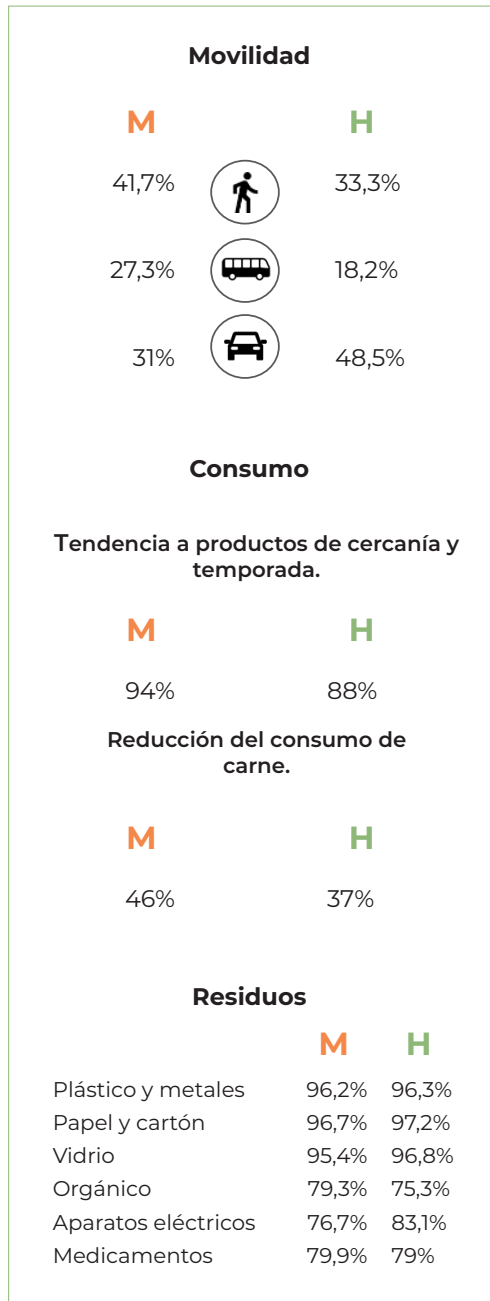 Movilidad
M H
41,7% 33,3%
27,3% 18,2%
31% 48,5%
Consumo
Tendencia a productos de cercanía y
temporada.
M H
94% 88%
Reducción del consumo de
carne.
M H
46% 37%
Residuos
M H
Plástico y metales 96,2% 96,3%
Papel y cartón 96,7% 97,2%
Vidrio 95,4% 96,8%
Orgánico 79,3% 75,3%
Aparatos eléctricos 76,7% 83,1%
Medicamentos 79,9% 79%